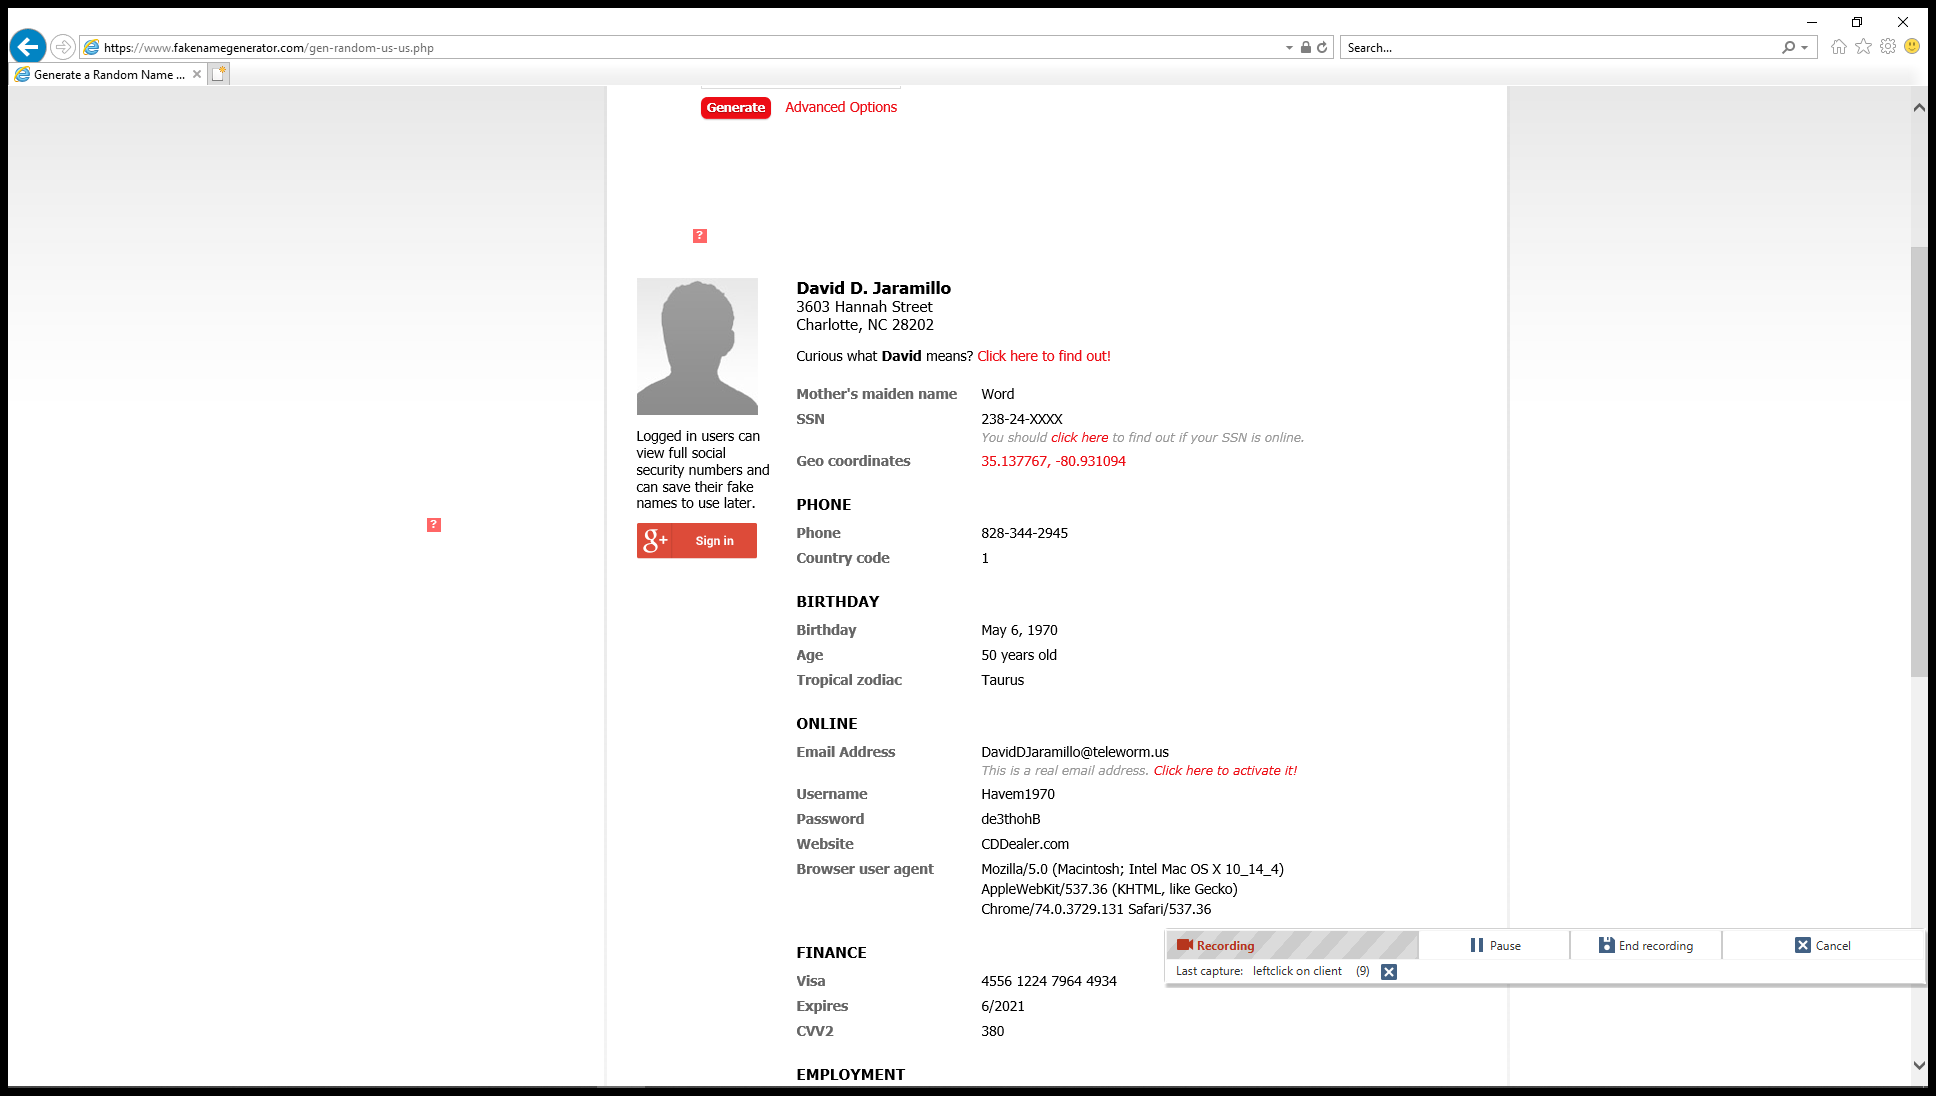 https://www.fakenamegenerator.com/gen-random-us-us.php
Search...
Generate a Random Name ...
Generate Advanced Options
?
David D. Jaramillo
3603 Hannah Street
Charlotte, NC 28202
Curious what David means? Click here to find out!
Mother's maiden name Word
SSN 238-24-XXXX
You should click here to find out if your SSN is online.
Geo coordinates 35.137767, -80.931094
Logged in users can
view full social
security numbers and
can save their fake
names to use later.
?
g+ Sign in
PHONE
Phone 828-344-2945
Country code 1
BIRTHDAY
Birthday May 6, 1970
Age 50 years old
Tropical zodiac Taurus
ONLINE
Email Address DavidDJaramillo@teleworm.us
This is a real email address. Click here to activate it!
Username Havem1970
Password de3thohB
Website CDDealer.com
Browser user agent Mozilla/5.0 (Macintosh; Intel Mac OS X 10_14_4)
AppleWebKit/537.36 (KHTML, like Gecko)
Chrome/74.0.3729.131 Safari/537.36
FINANCE
Visa 4556 1224 7964 4934
Expires 6/2021
CVV2 380
EMPLOYMENT
Recording Pause End recording Cancel
Last capture: leftclick on client (9)